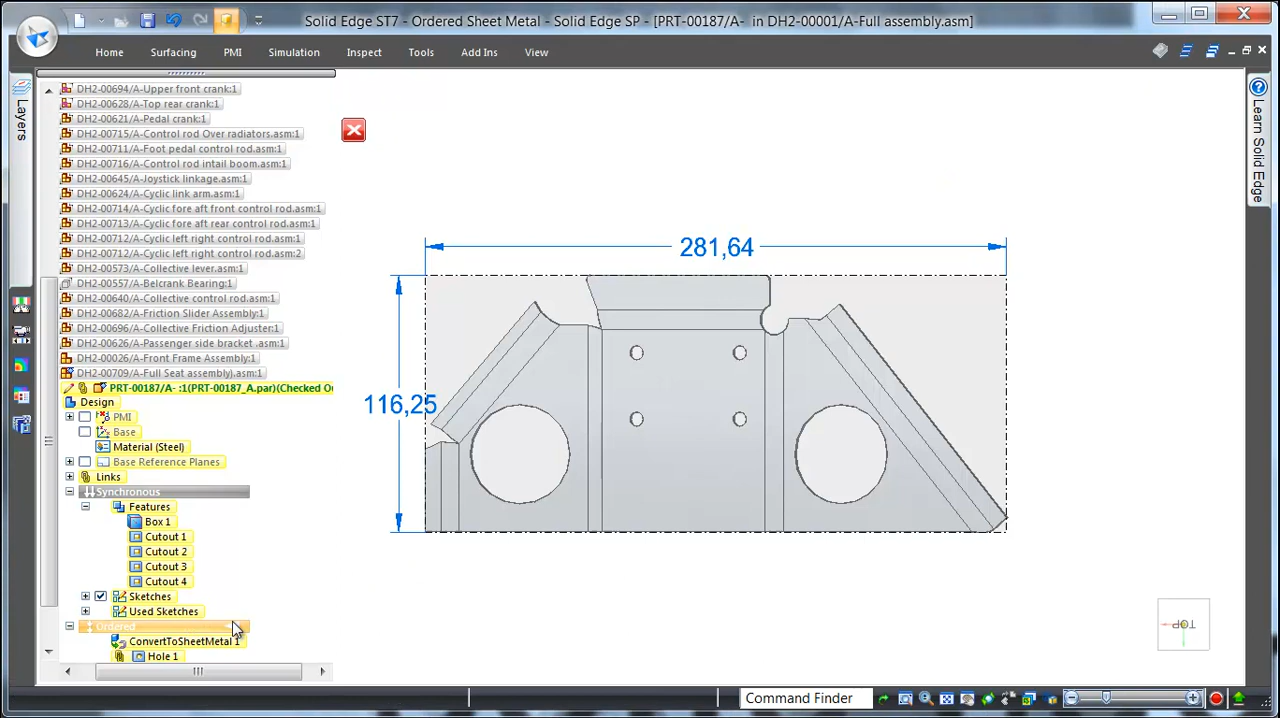 Solid Edge ST7 - Ordered Sheet Metal - Solid Edge SP - [PRT-00187/A- in DH2-00001/A-Full assembly.asm]
Home Surfacing PMI Simulation Inspect Tools Add Ins View
Layers
Learn Solid Edge
DH2-00694/A-Upper front crank:1
DH2-00628/A-Top rear crank:1
DH2-00621/A-Pedal crank:1
DH2-00715/A-Control rod Over radiators.asm:1
DH2-00711/A-Foot pedal control rod.asm:1
DH2-00716/A-Control rod intail boom.asm:1
DH2-00645/A-Joystick linkage.asm:1
DH2-00624/A-Cyclic link arm.asm:1
DH2-00714/A-Cyclic fore aft front control rod.asm:1
DH2-00713/A-Cyclic fore aft rear control rod.asm:1
DH2-00712/A-Cyclic left right control rod.asm:1
DH2-00712/A-Cyclic left right control rod.asm:2
DH2-00573/A-Collective lever.asm:1
DH2-00557/A-Belcrank Bearing:1
DH2-00640/A-Collective control rod.asm:1
DH2-00682/A-Friction Slider Assembly:1
DH2-00696/A-Collective Friction Adjuster:1
DH2-00626/A-Passenger side bracket .asm:1
DH2-00026/A-Front Frame Assembly:1
DH2-00709/A-Full Seat assembly).asm:1
PRT-00187/A- :1(PRT-00187_A.par)(Checked Ou
Design
PMI
Base
Material (Steel)
Base Reference Planes
Links
Synchronous
Features
Box 1
Cutout 1
Cutout 2
Cutout 3
Cutout 4
Sketches
Used Sketches
Ordered
ConvertToSheetMetal 1
Hole 1
281,64
116,25
TOP
Command Finder